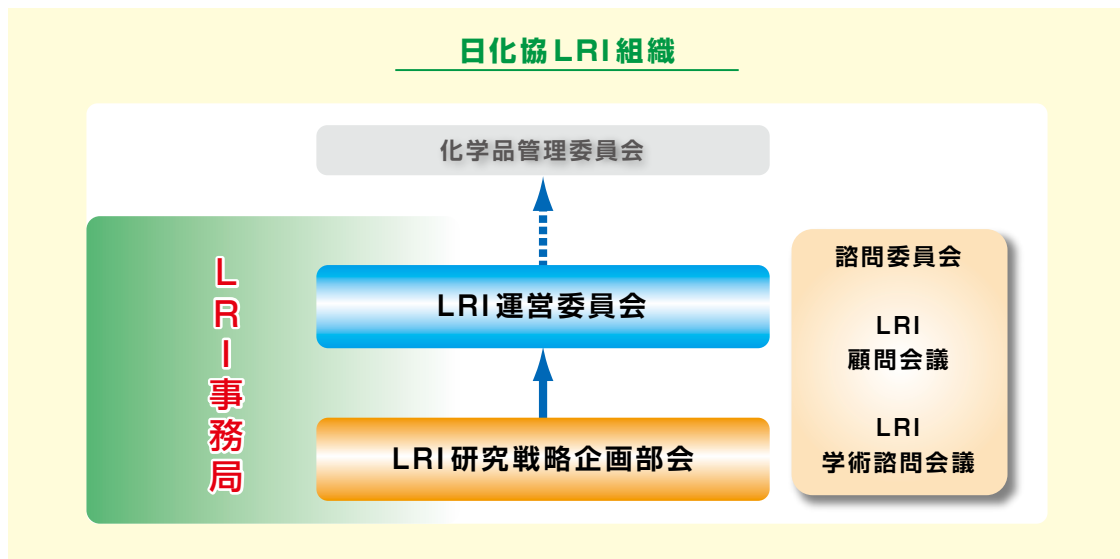 日化協LRI組織
化学品管理委員会
LRI事務局
LRI運営委員会
LRI研究戦略企画部会
諮問委員会
LRI
顧問会議
LRI
学術諮問会議